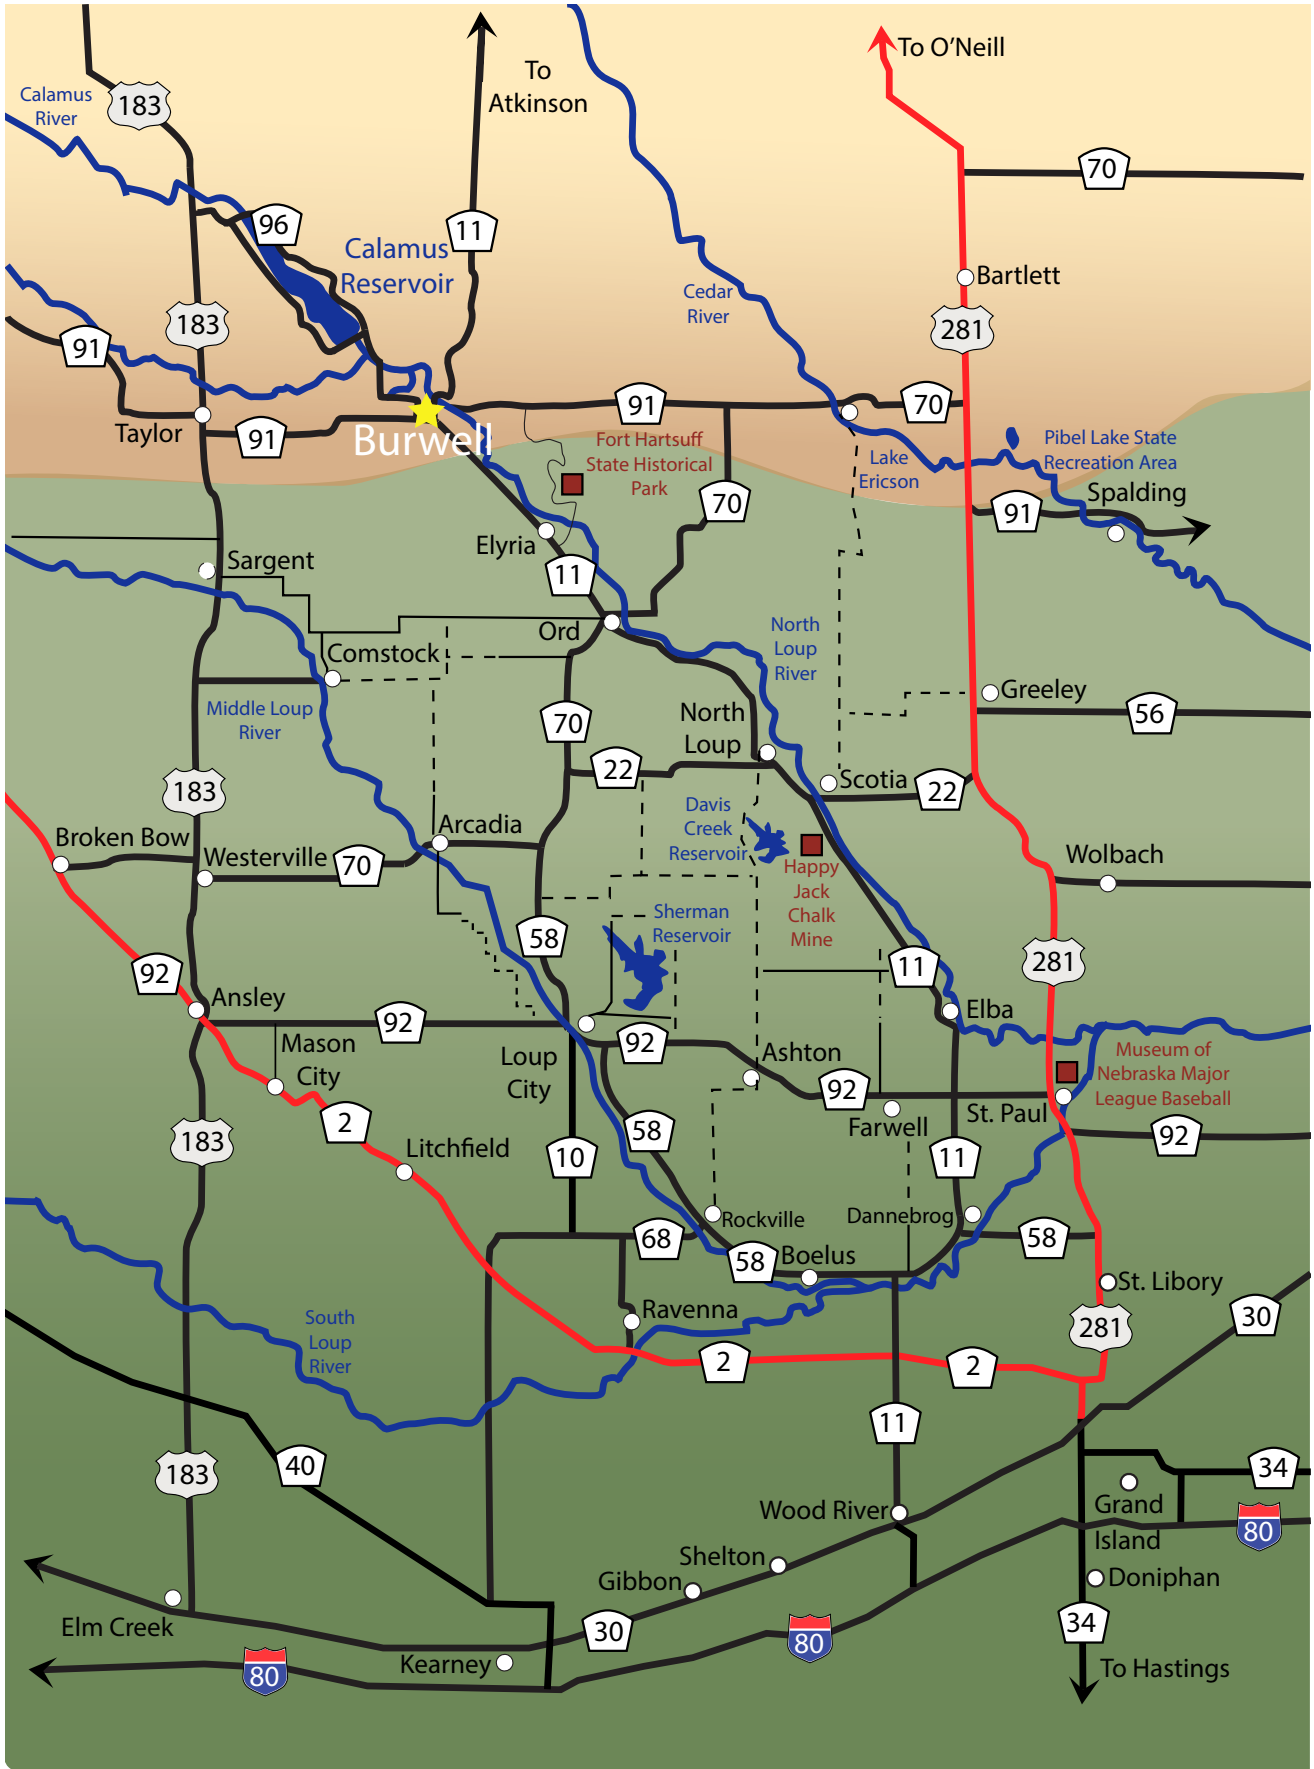 To O'Neill
To
Atkinson
Calamus
River
183
70
96
11
Calamus
Reservoir
Bartlett
Cedar
River
183
281
91
91
70
Taylor
91
Burwell
Fort Hartsuff
State Historical
Park
Lake
Ericson
Pibel Lake State
Recreation Area
Spalding
70
91
Elyria
Sargent
11
Ord
North
Loup
River
Comstock
Greeley
Middle Loup
River
70
North
Loup
56
22
Scotia
22
183
Davis
Creek
Reservoir
Broken Bow
Arcadia
Westerville
70
Happy
Jack
Chalk
Mine
Wolbach
Sherman
Reservoir
58
281
11
92
Ansley
92
Elba
Mason
City
Loup
City
92
Ashton
Museum of
Nebraska Major
League Baseball
92
St. Paul
Farwell
2
183
58
92
Litchfield
10
11
Rockville
Dannebrog
68
58
58
Boelus
St. Libory
Ravenna
30
South
Loup
River
281
2
2
11
183
40
34
Grand
Island
Wood River
80
Shelton
Gibbon
Doniphan
Elm Creek
30
80
34
Kearney
80
To Hastings